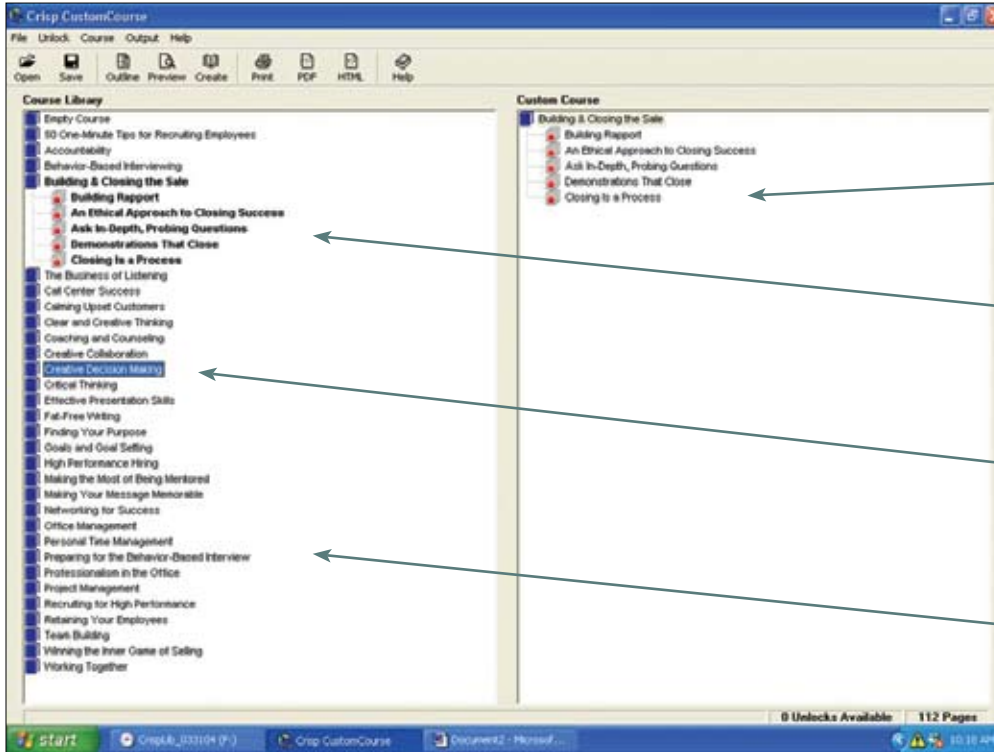 Crisp CustomCourse
File Unlock Course Output Help
Open Save Outline Preview Create Print PDF HTML Help
Course Library
Empty Course
50 One-Minute Tips for Recruiting Employees
Accountability
Behavior-Based Interviewing
Building & Closing the Sale
Building Rapport
An Ethical Approach to Closing Success
Ask In-Depth, Probing Questions
Demonstrations That Close
Closing Is a Process
The Business of Listening
Call Center Success
Calming Upset Customers
Clear and Creative Thinking
Coaching and Counseling
Creative Collaboration
Creative Decision Making
Critical Thinking
Effective Presentation Skills
Fat-Free Writing
Finding Your Purpose
Goals and Goal Setting
High Performance Hiring
Making the Most of Being Mentored
Making Your Message Memorable
Networking for Success
Office Management
Personal Time Management
Preparing for the Behavior-Based Interview
Professionalism in the Office
Project Management
Recruiting for High Performance
Retaining Your Employees
Team Building
Winning the Inner Game of Selling
Working Together
Custom Course
Building & Closing the Sale
Building Rapport
An Ethical Approach to Closing Success
Ask In-Depth, Probing Questions
Demonstrations That Close
Closing Is a Process
0 Unlocks Available 112 Pages
start CrispLib_033104 (F:) Crisp CustomCourse Document2 - Microsof... 10:18 AM